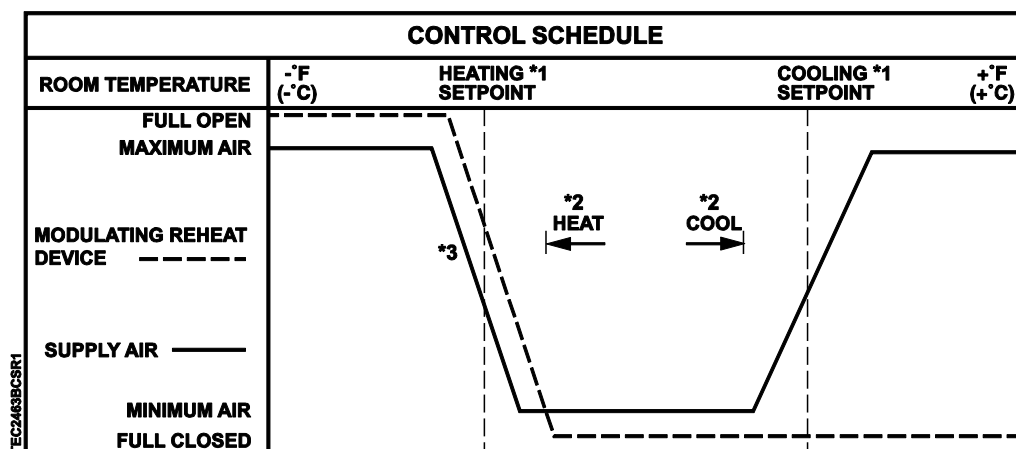 CONTROL SCHEDULE
ROOM TEMPERATURE
-°F
(-°C)
HEATING *1
SETPOINT
COOLING *1
SETPOINT
+°F
(+°C)
FULL OPEN
MAXIMUM AIR
*2
HEAT
*2
COOL
MODULATING REHEAT
DEVICE
*3
SUPPLY AIR
MINIMUM AIR
FULL CLOSED
TEC2463BCSR1